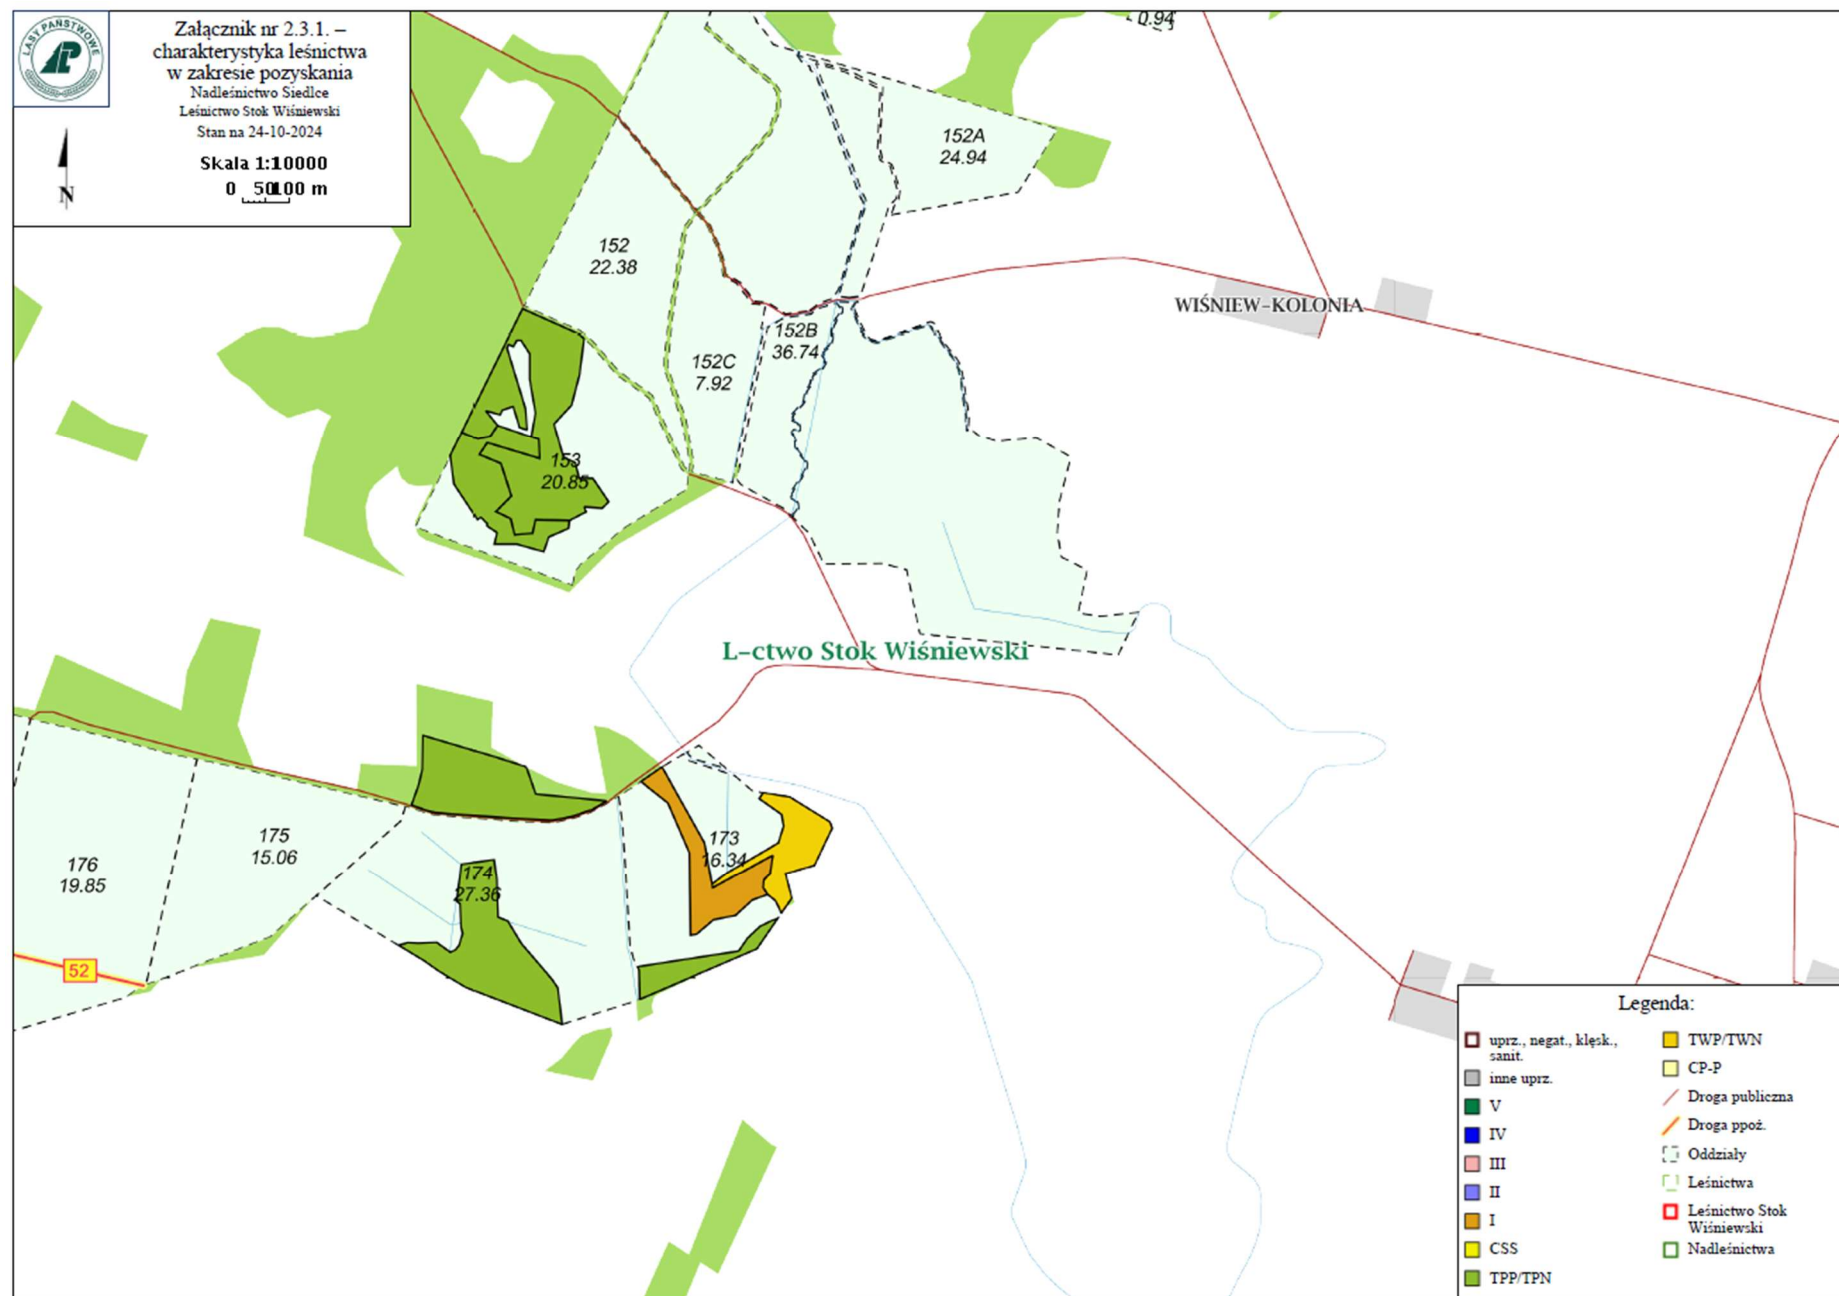 LASY PAŃSTWOWE
Załącznik nr 2.3.1. –
charakterystyka leśnictwa
w zakresie pozyskania
Nadleśnictwo Siedlce
Leśnictwo Stok Wiśniewski
Stan na 24-10-2024
Skala 1:10000
0 50 100 m
N
0.94
152A
24.94
152
22.38
WIŚNIEW-KOLONIA
152B
36.74
152C
7.92
153
20.85
L-ctwo Stok Wiśniewski
173
16.34
175
15.06
176
19.85
174
27.36
52
Legenda:
uprz., negat., klęsk.,
sanit.
inne uprz.
V
IV
III
II
I
CSS
TPP/TPN
TWP/TWN
CP-P
Droga publiczna
Droga ppoż.
Oddziały
Leśnictwa
Leśnictwo Stok
Wiśniewski
Nadleśnictwa